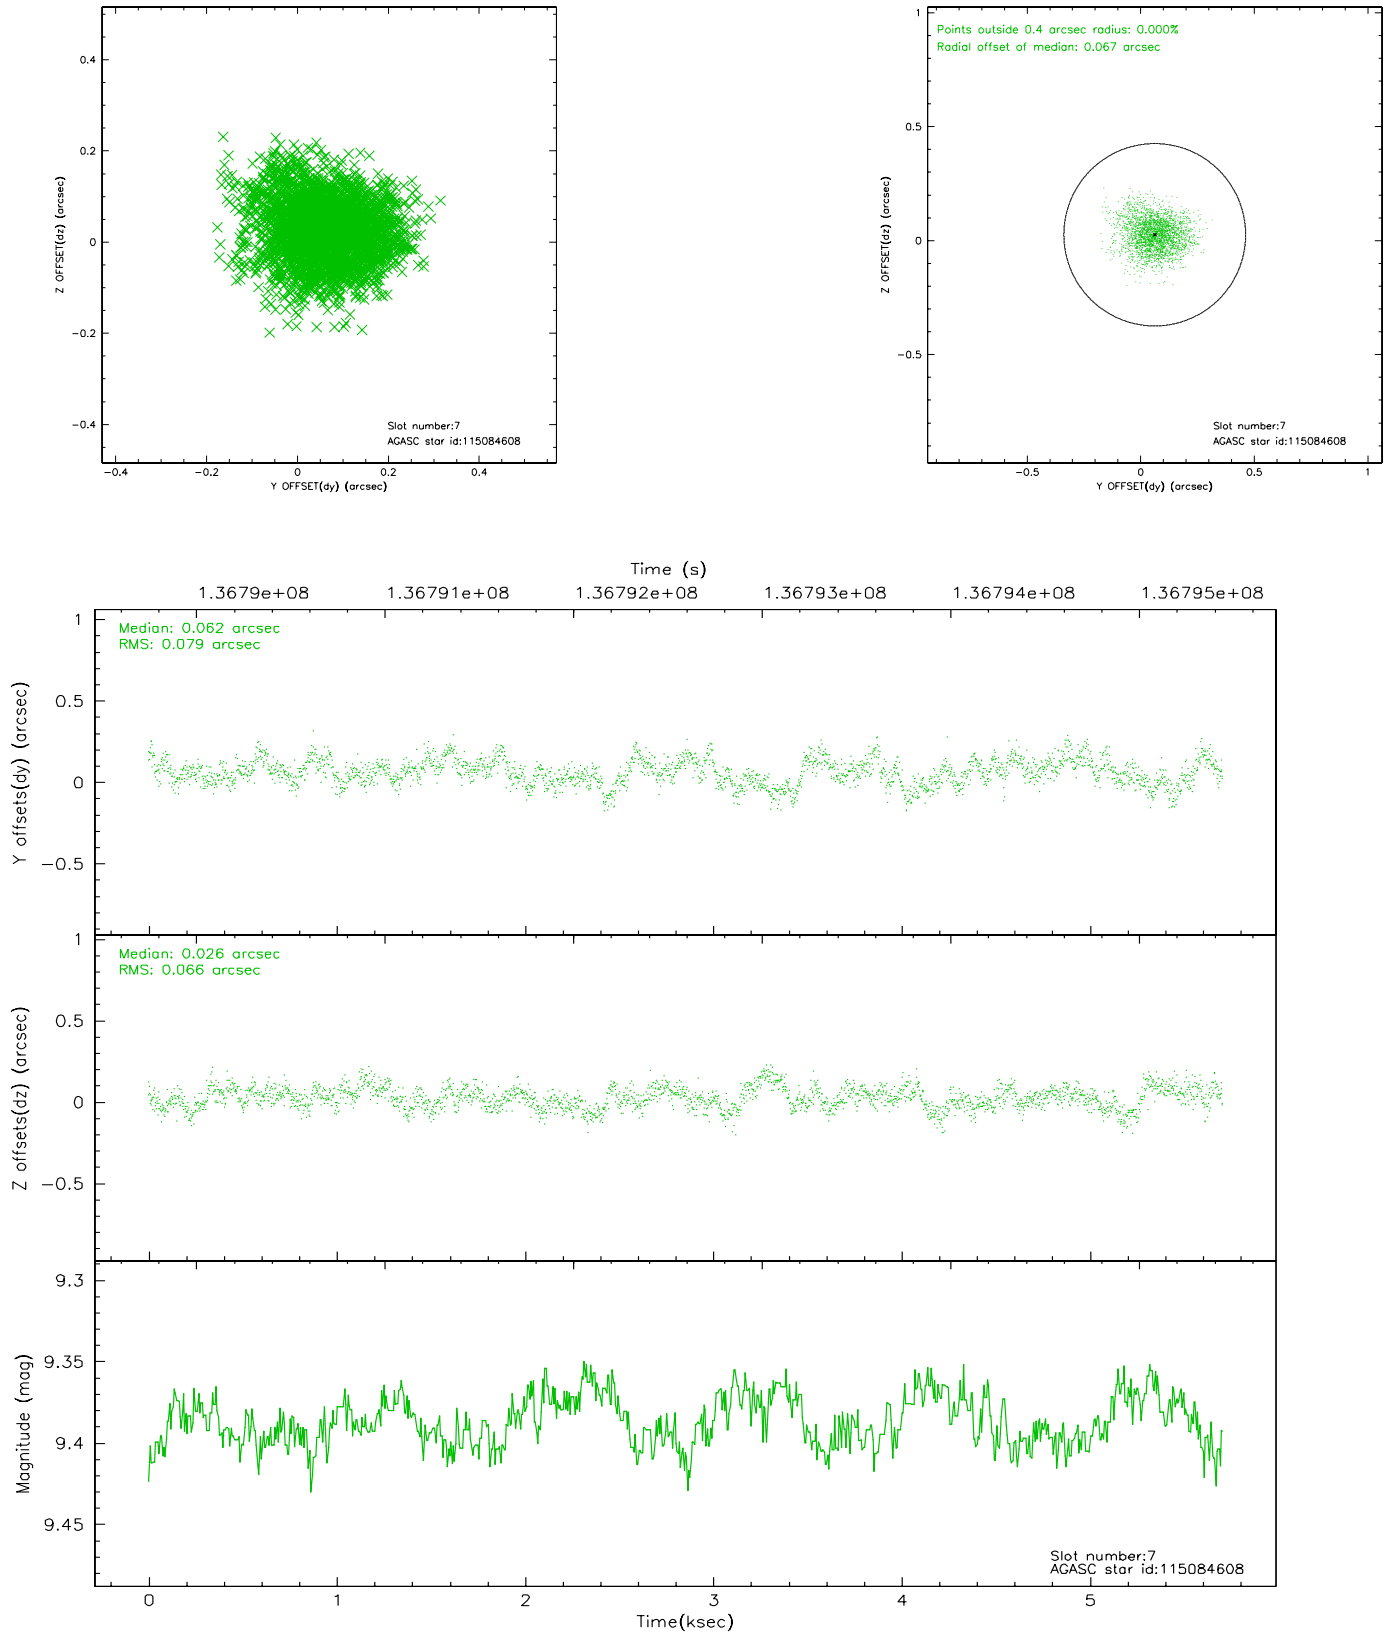 0.4
0.2
0
−0.2
−0.4
Z OFFSET(dz) (arcsec)
Slot number:7
AGASC star id:115084608
−0.4 −0.2 0 0.2 0.4
Y OFFSET(dy) (arcsec)
Points outside 0.4 arcsec radius: 0.000%
Radial offset of median: 0.067 arcsec
1
0.5
0
−0.5
Z OFFSET(dz) (arcsec)
Slot number:7
AGASC star id:115084608
−0.5 0 0.5 1
Y OFFSET(dy) (arcsec)
Time (s)
1.3679e+08 1.36791e+08 1.36792e+08 1.36793e+08 1.36794e+08 1.36795e+08
Median: 0.062 arcsec
RMS: 0.079 arcsec
1
0.5
0
−0.5
Y offsets(dy) (arcsec)
Median: 0.026 arcsec
RMS: 0.066 arcsec
1
0.5
0
−0.5
Z offsets(dz) (arcsec)
9.3
9.35
9.4
9.45
Magnitude (mag)
Slot number:7
AGASC star id:115084608
0 1 2 3 4 5
Time(ksec)